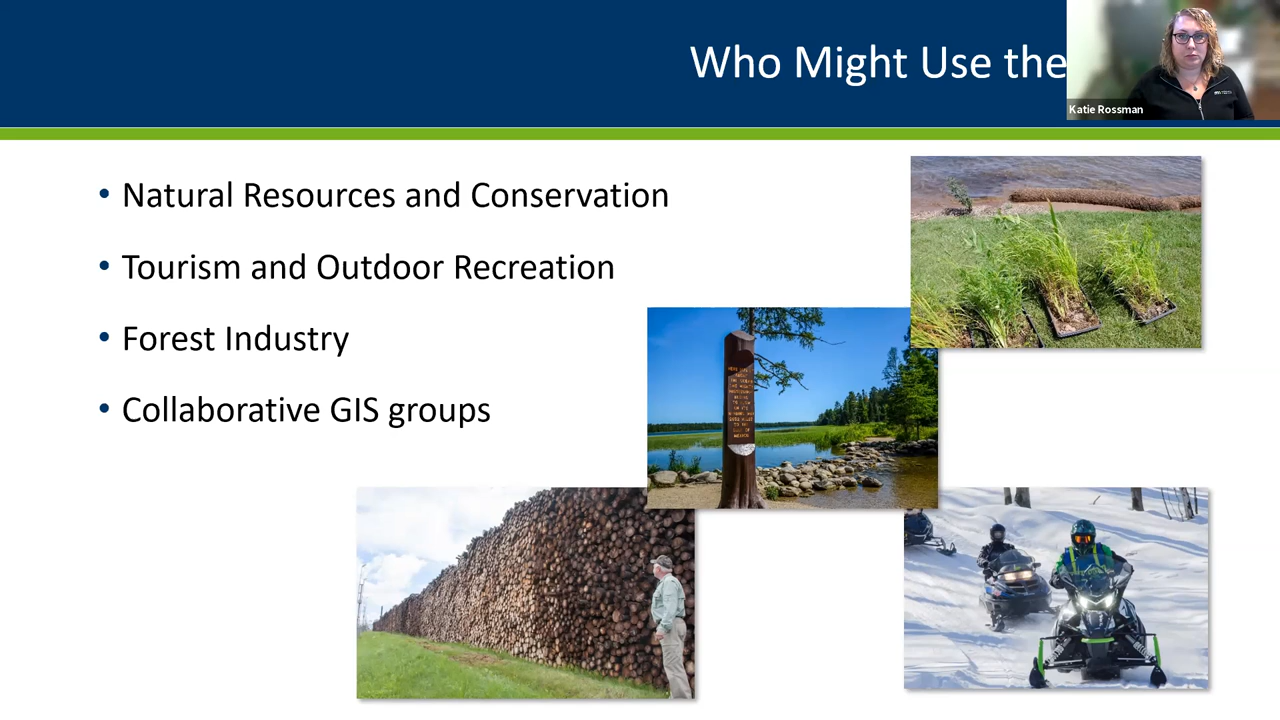 Who Might Use the
Katie Rossman
• Natural Resources and Conservation
• Tourism and Outdoor Recreation
• Forest Industry
• Collaborative GIS groups